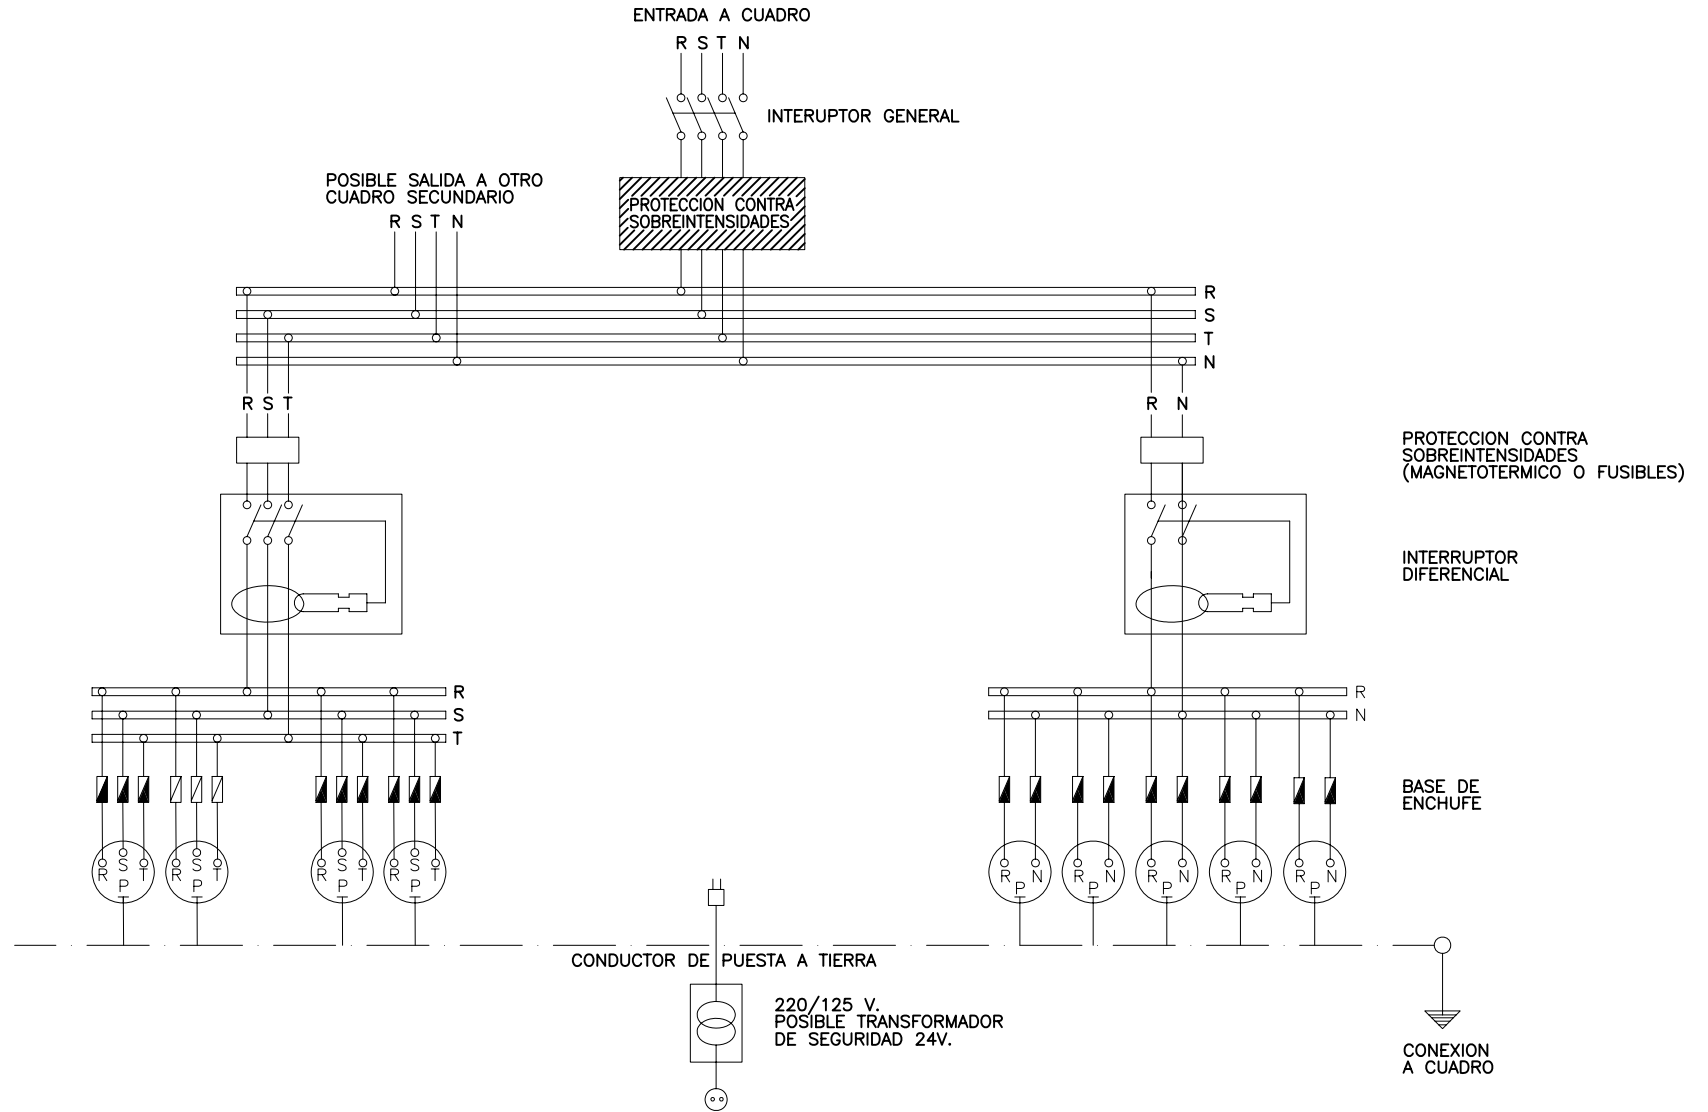 ENTRADA A CUADRO
R S T N
INTERUPTOR GENERAL
POSIBLE SALIDA A OTRO
CUADRO SECUNDARIO
R S T N
PROTECCION CONTRA
SOBREINTENSIDADES
R
S
T
N
R S T
R N
PROTECCION CONTRA
SOBREINTENSIDADES
(MAGNETOTERMICO O FUSIBLES)
INTERRUPTOR
DIFERENCIAL
R
S
T
R
N
BASE DE
ENCHUFE
R S T
P
T
R S T
P
T
R S T
P
T
R S T
P
T
R N
P
T
R N
P
T
R N
P
T
R N
P
T
R N
P
T
CONDUCTOR DE PUESTA A TIERRA
220/125 V.
POSIBLE TRANSFORMADOR
DE SEGURIDAD 24V.
CONEXION
A CUADRO